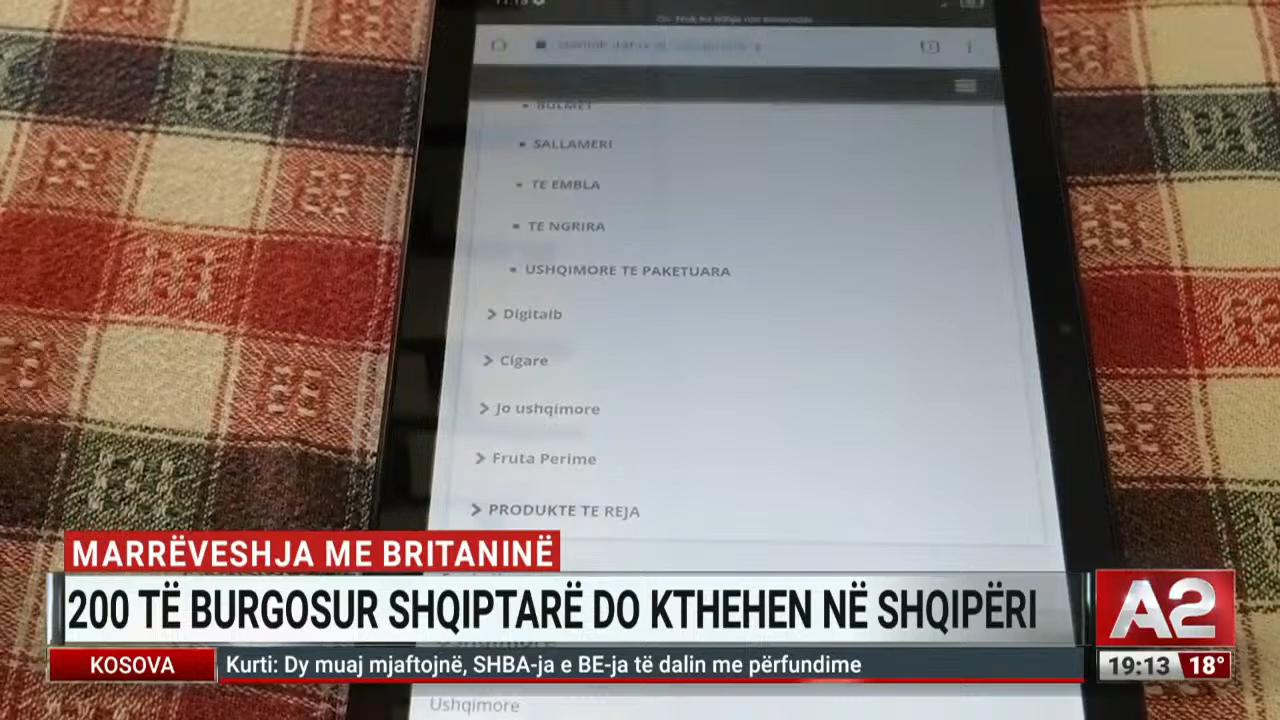 BULMET
SALLAMERI
TE EMBLA
TE NGRIRA
USHQIMORE TE PAKETUARA
Digitalb
Cigare
Jo ushqimore
Fruta Perime
PRODUKTE TE REJA
MARRËVESHJA ME BRITANINË
200 TË BURGOSUR SHQIPTARË DO KTHEHEN NË SHQIPËRI
A2
KOSOVA
Kurti: Dy muaj mjaftojnë, SHBA-ja e BE-ja të dalin me përfundime
19:13 18°
Ushqimore